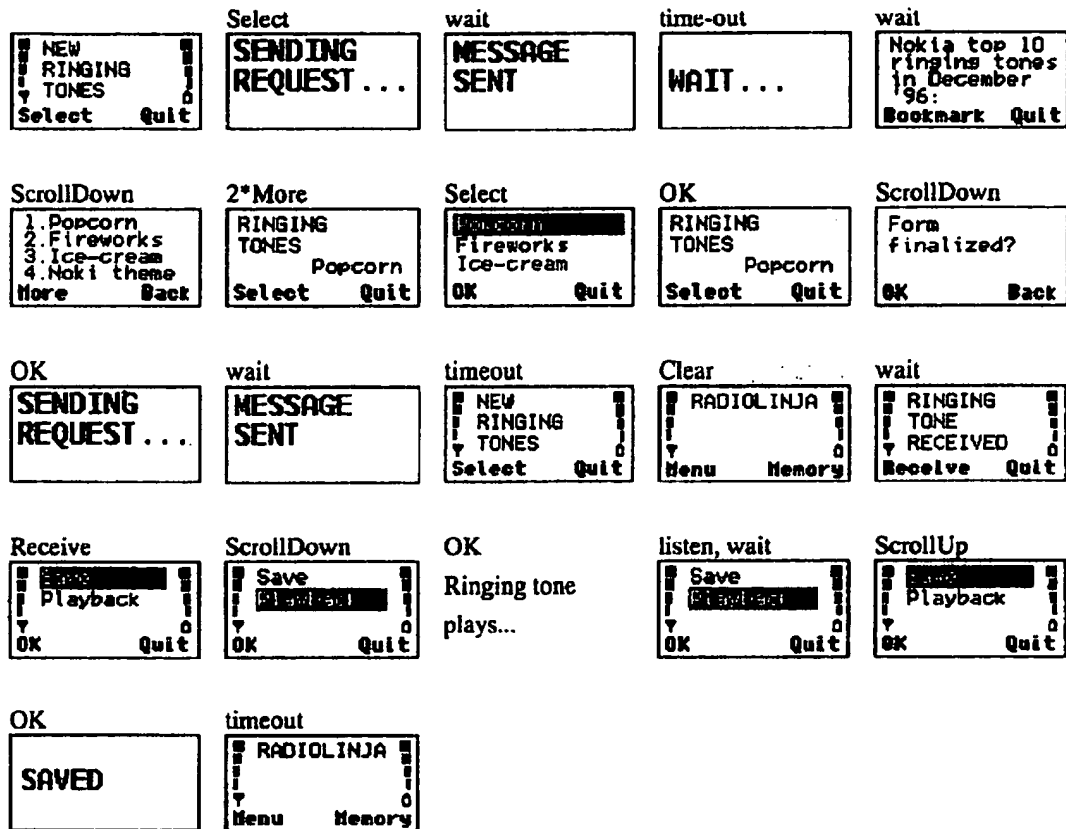 NEW
RINGING
TONES
Select Quit
Select
SENDING
REQUEST...
wait
MESSAGE
SENT
time-out
WAIT...
wait
Nokia top 10
ringing tones
in December
'96:
Bookmark Quit
ScrollDown
1.Popcorn
2.Fireworks
3.Ice-cream
4.Noki theme
More Back
2*More
RINGING
TONES
Popcorn
Select Quit
Select
Popcorn
Fireworks
Ice-cream
OK Quit
OK
RINGING
TONES
Popcorn
Select Quit
ScrollDown
Form
finalized?
OK Back
OK
SENDING
REQUEST...
wait
MESSAGE
SENT
timeout
NEW
RINGING
TONES
Select Quit
Clear
RADIOLINJA
Menu Memory
wait
RINGING
TONE
RECEIVED
Receive Quit
Receive
Save
Playback
OK Quit
ScrollDown
Save
Playback
OK Quit
OK
Ringing tone
plays...
listen, wait
Save
Playback
OK Quit
ScrollUp
Save
Playback
OK Quit
OK
SAVED
timeout
RADIOLINJA
Menu Memory